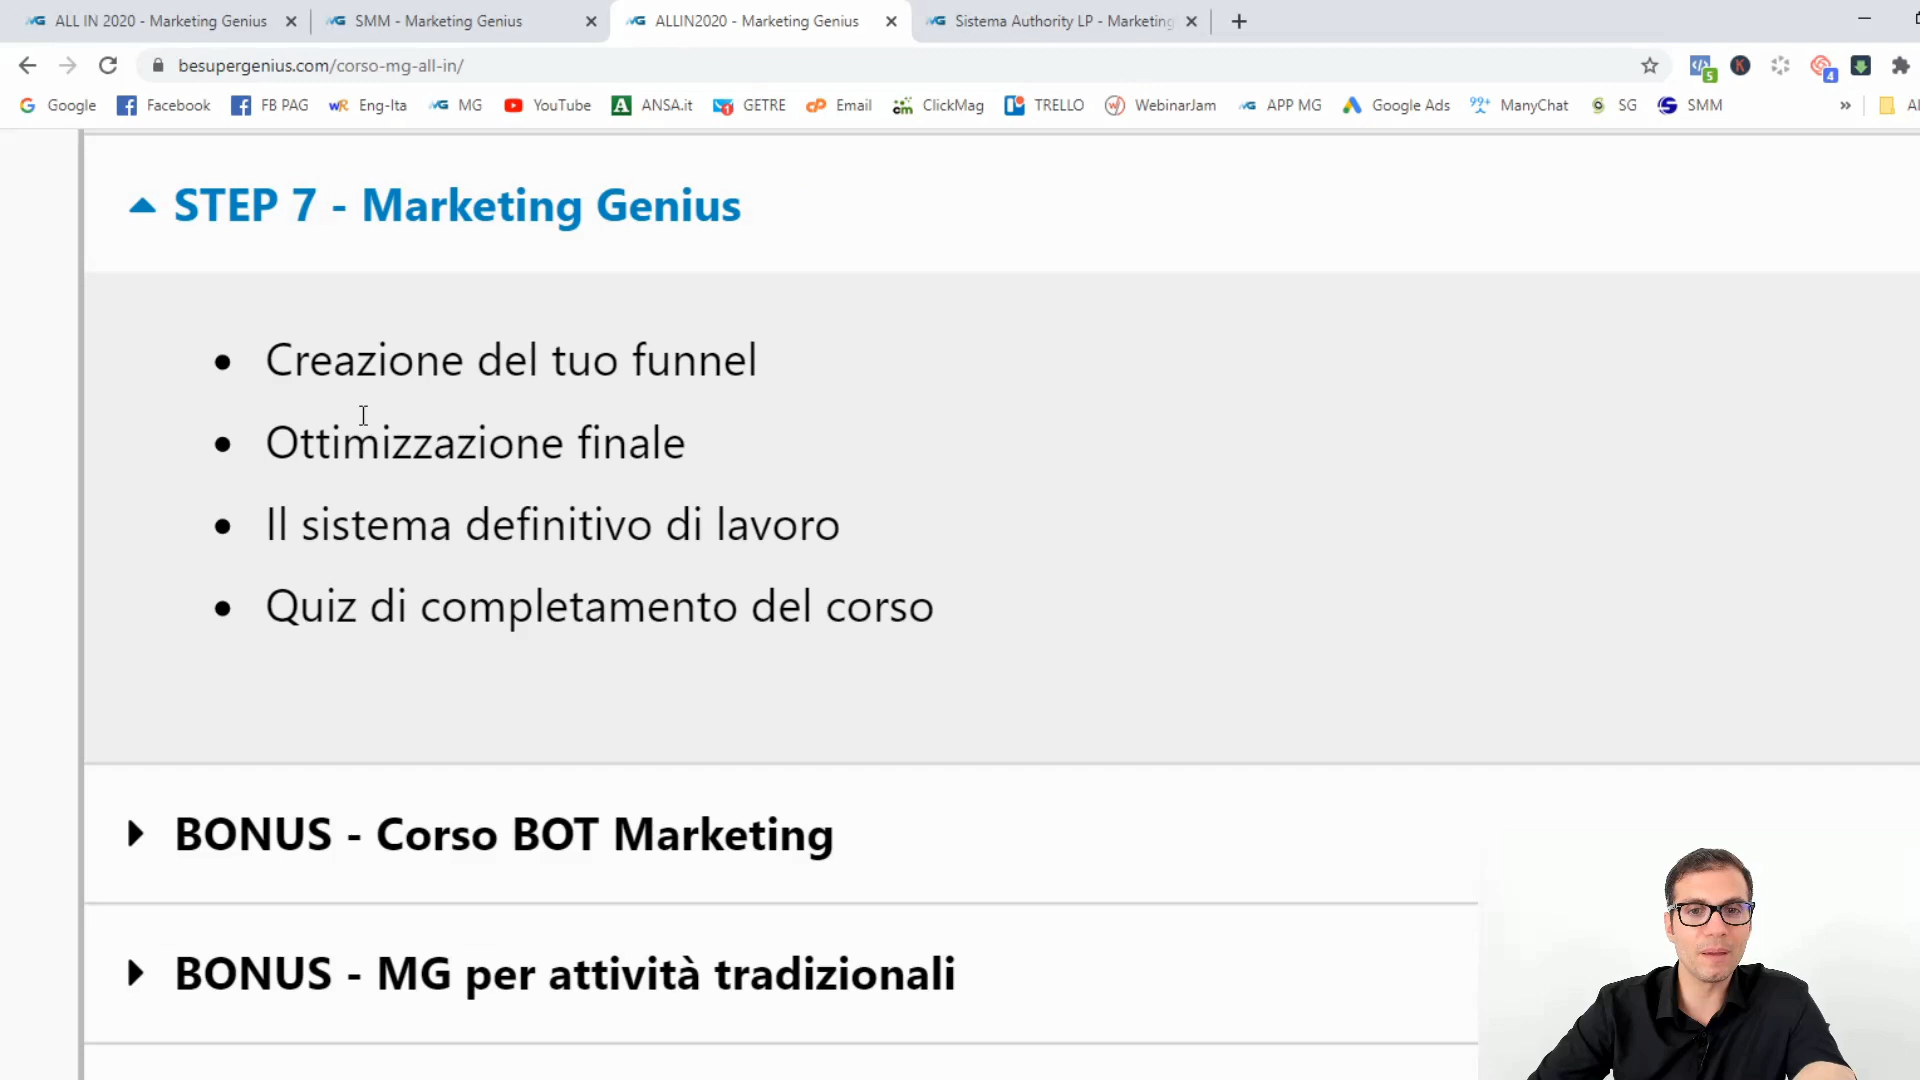 ALL IN 2020 - Marketing Genius
SMM - Marketing Genius
ALLIN2020 - Marketing Genius
Sistema Authority LP - Marketing
besupergenius.com/corso-mg-all-in/
5
K
4
Google
Facebook
FB PAG
Eng-Ita
MG
YouTube
ANSA.it
GETRE
Email
ClickMag
TRELLO
WebinarJam
APP MG
Google Ads
99+
ManyChat
SG
SMM
STEP 7 - Marketing Genius
• Creazione del tuo funnel
• Ottimizzazione finale
• Il sistema definitivo di lavoro
• Quiz di completamento del corso
BONUS - Corso BOT Marketing
BONUS - MG per attività tradizionali